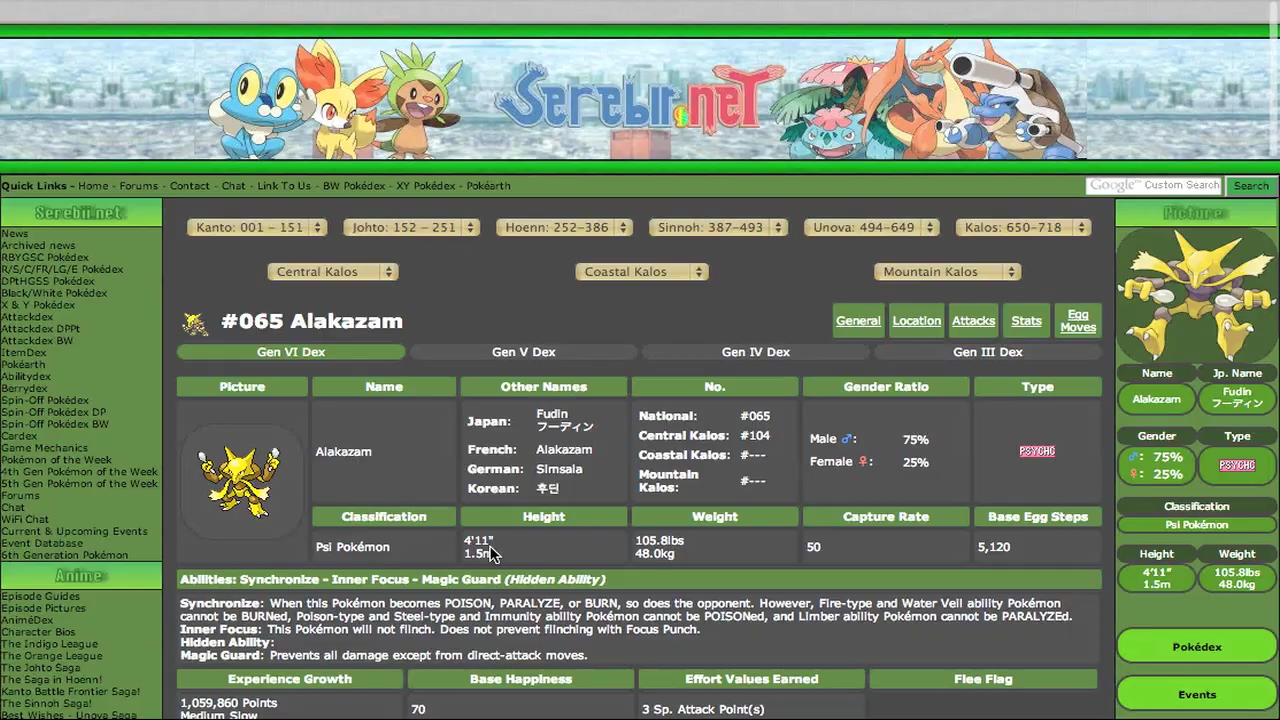 Serebii.net
Quick Links - Home - Forums - Contact - Chat - Link To Us - BW Pokédex - XY Pokédex - Pokéarth
Google™ Custom Search
Search
Serebii.net
News
Archived news
RBYGSC Pokédex
R/S/C/FR/LG/E Pokédex
DPtHGSS Pokédex
Black/White Pokédex
X & Y Pokédex
Attackdex
Attackdex DPPt
Attackdex BW
ItemDex
Pokéarth
Abilitydex
Berrydex
Spin-Off Pokédex
Spin-Off Pokédex DP
Spin-Off Pokédex BW
Cardex
Game Mechanics
Pokémon of the Week
4th Gen Pokémon of the Week
5th Gen Pokémon of the Week
Forums
Chat
WiFi Chat
Current & Upcoming Events
Event Database
6th Generation Pokémon
Anime
Episode Guides
Episode Pictures
AniméDex
Character Bios
The Indigo League
The Orange League
The Johto Saga
The Saga in Hoenn!
Kanto Battle Frontier Saga!
The Sinnoh Saga!
Best Wishes - Unova Saga
Kanto: 001 - 151
Johto: 152 - 251
Hoenn: 252-386
Sinnoh: 387-493
Unova: 494-649
Kalos: 650-718
Central Kalos
Coastal Kalos
Mountain Kalos
#065 Alakazam
General
Location
Attacks
Stats
Egg
Moves
Gen VI Dex
Gen V Dex
Gen IV Dex
Gen III Dex
Picture
Name
Other Names
No.
Gender Ratio
Type
Alakazam
Japan: Fudin
フーディン
French: Alakazam
German: Simsala
Korean: 후딘
National: #065
Central Kalos: #104
Coastal Kalos: #---
Mountain
Kalos: #---
Male ♂: 75%
Female ♀: 25%
PSYCHC
Classification
Height
Weight
Capture Rate
Base Egg Steps
Psi Pokémon
4'11"
1.5m
105.8lbs
48.0kg
50
5,120
Abilities: Synchronize - Inner Focus - Magic Guard (Hidden Ability)
Synchronize: When this Pokémon becomes POISON, PARALYZE, or BURN, so does the opponent. However, Fire-type and Water Veil ability Pokémon
cannot be BURNed, Poison-type and Steel-type and Immunity ability Pokémon cannot be POISONed, and Limber ability Pokémon cannot be PARALYZEd.
Inner Focus: This Pokémon will not flinch. Does not prevent flinching with Focus Punch.
Hidden Ability:
Magic Guard: Prevents all damage except from direct-attack moves.
Experience Growth
Base Happiness
Effort Values Earned
Flee Flag
1,059,860 Points
Medium Slow
70
3 Sp. Attack Point(s)
Picture
Name
Jp. Name
Alakazam
Fudin
フーディン
Gender
Type
♂: 75%
♀: 25%
PSYCHC
Classification
Psi Pokémon
Height
Weight
4'11"
1.5m
105.8lbs
48.0kg
Pokédex
Events